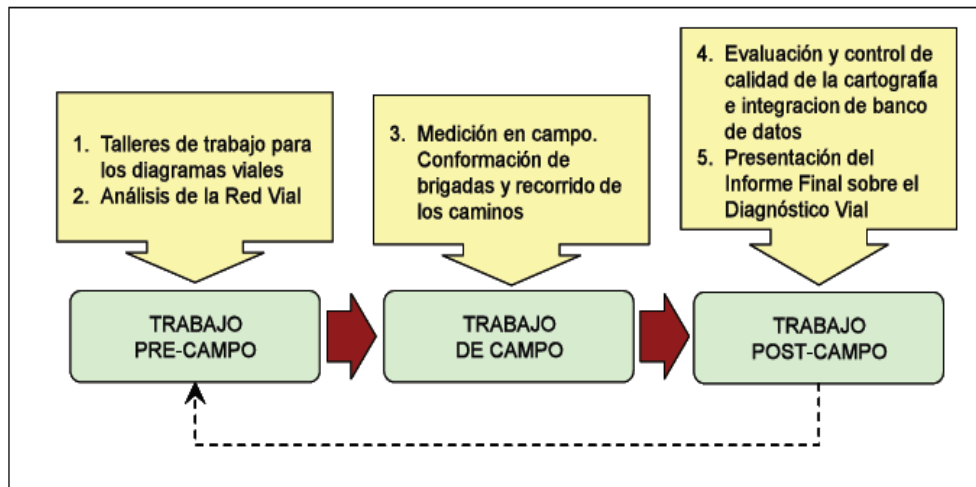 1. Talleres de trabajo para
los diagramas viales
2. Análisis de la Red Vial
3. Medición en campo.
Conformación de
brigadas y recorrido de
los caminos
4. Evaluación y control de
calidad de la cartografía
e integracion de banco
de datos
5. Presentación del
Informe Final sobre el
Diagnóstico Vial
TRABAJO
PRE-CAMPO
TRABAJO
DE CAMPO
TRABAJO
POST-CAMPO